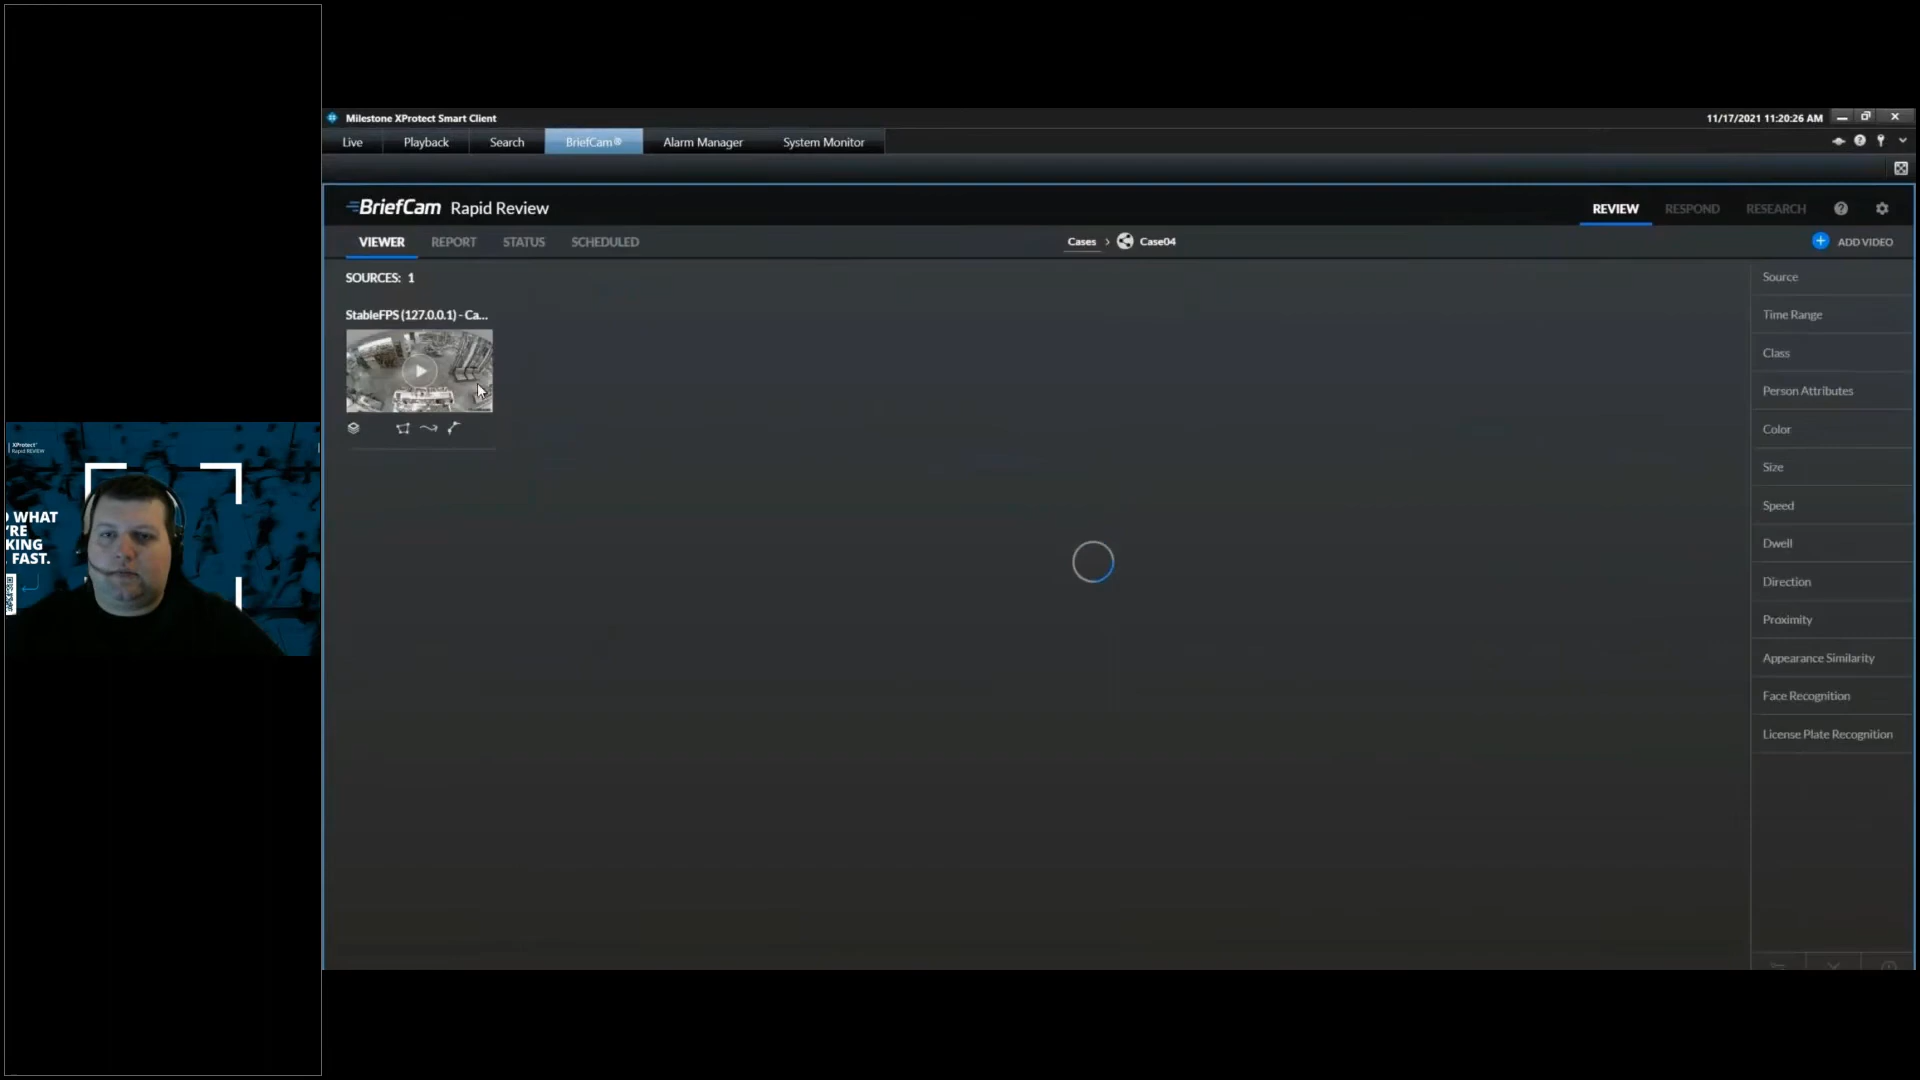 Milestone XProtect Smart Client
11/17/2021 11:20:26 AM
Live
Playback
Search
BriefCam®
Alarm Manager
System Monitor
BriefCam Rapid Review
REVIEW
RESPOND
RESEARCH
VIEWER
REPORT
STATUS
SCHEDULED
Cases > Case04
ADD VIDEO
SOURCES: 1
StableFPS (127.0.0.1) - Ca...
Source
Time Range
Class
Person Attributes
Color
Size
Speed
Dwell
Direction
Proximity
Appearance Similarity
Face Recognition
License Plate Recognition
XProtect®
Rapid REVIEW
WHAT
'RE
KING
FAST.